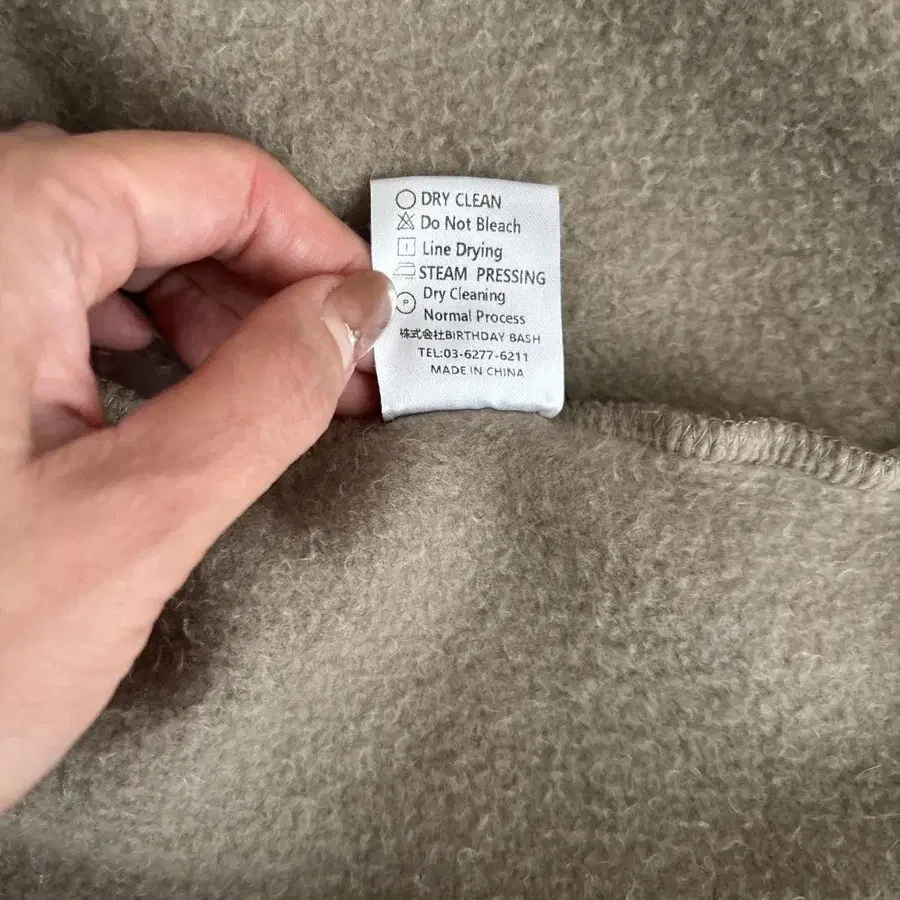 DRY CLEAN
Do Not Bleach
Line Drying
STEAM PRESSING
P Dry Cleaning
Normal Process
株式会社BIRTHDAY BASH
TEL:03-6277-6211
MADE IN CHINA